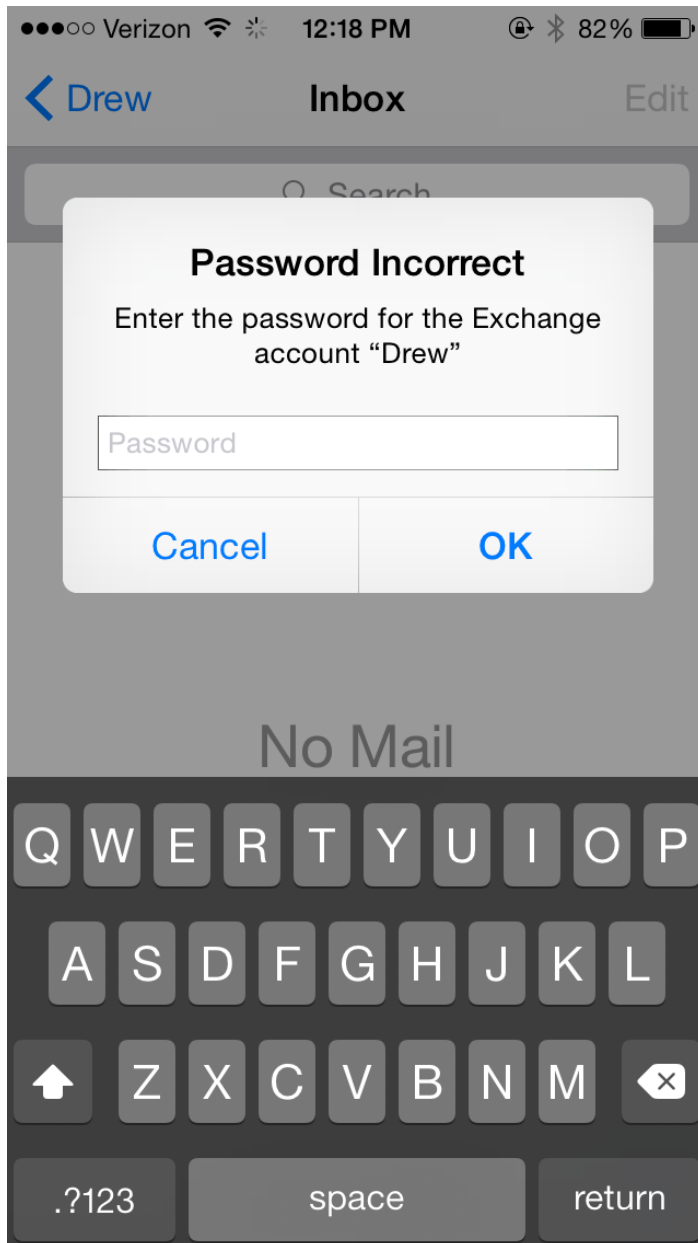 Verizon 12:18 PM 82%
Drew Inbox Edit
Search
Password Incorrect
Enter the password for the Exchange
account “Drew”
Password
Cancel OK
No Mail
Q W E R T Y U I O P
A S D F G H J K L
Z X C V B N M
.?123 space return